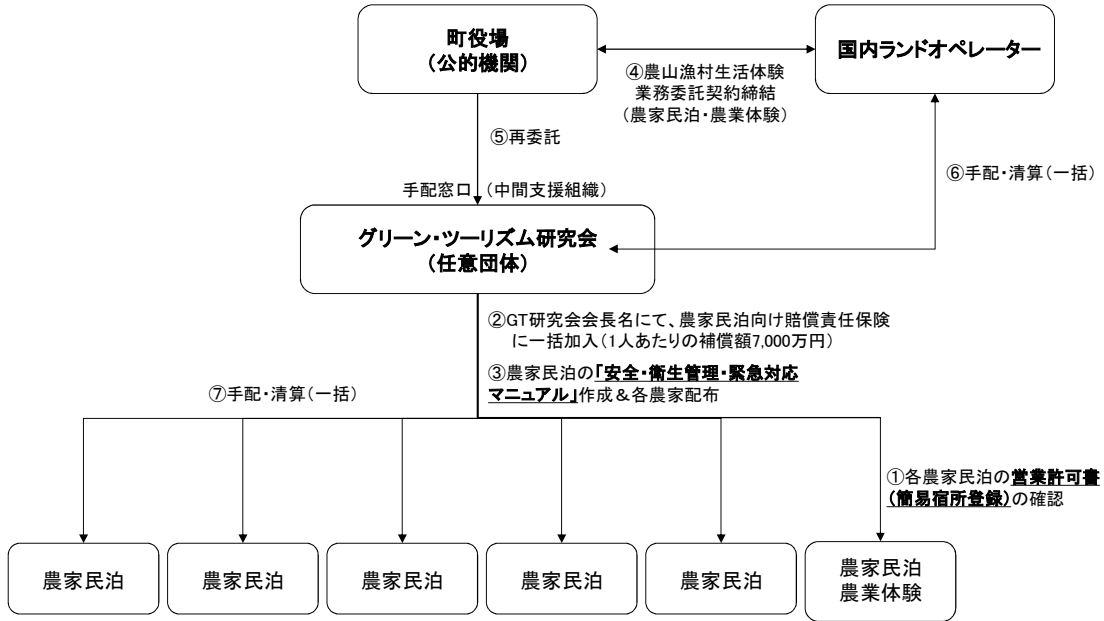 町役場
(公的機関)
国内ランドオペレーター
④農山漁村生活体験
業務委託契約締結
(農家民泊・農業体験)
⑤再委託
⑥手配・清算(一括)
手配窓口 (中間支援組織)
グリーン・ツーリズム研究会
(任意団体)
②GT研究会会長名にて、農家民泊向け賠償責任保険
に一括加入(1人あたりの補償額7,000万円)
③農家民泊の「安全・衛生管理・緊急対応
マニュアル」作成&各農家配布
⑦手配・清算(一括)
①各農家民泊の営業許可書
(簡易宿所登録)の確認
農家民泊
農家民泊
農家民泊
農家民泊
農家民泊
農家民泊
農業体験